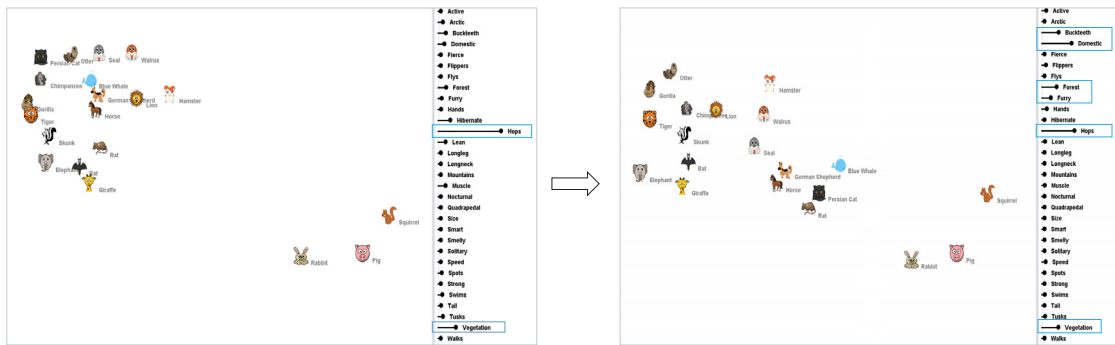 Persian Cat
Otter
Seal
Walrus
Chimpanzee
Blue Whale
German Shepherd
Lion
Hamster
Gorilla
Horse
Tiger
Skunk
Rat
Elephant
Bat
Giraffe
Squirrel
Rabbit
Pig
Active
Arctic
Buckteeth
Domestic
Fierce
Flippers
Flys
Forest
Furry
Hands
Hibernate
Hops
Lean
Longleg
Longneck
Mountains
Muscle
Nocturnal
Quadrapedal
Size
Smart
Smelly
Solitary
Speed
Spots
Strong
Swims
Tail
Tusks
Vegetation
Walks
Otter
Gorilla
Hamster
Chimpanzee
Lion
Tiger
Walrus
Skunk
Seal
Bat
Elephant
Blue Whale
German Shepherd
Giraffe
Horse
Persian Cat
Rat
Squirrel
Rabbit
Pig
Active
Arctic
Buckteeth
Domestic
Fierce
Flippers
Flys
Forest
Furry
Hands
Hibernate
Hops
Lean
Longleg
Longneck
Mountains
Muscle
Nocturnal
Quadrapedal
Size
Smart
Smelly
Solitary
Speed
Spots
Strong
Swims
Tail
Tusks
Vegetation
Walks